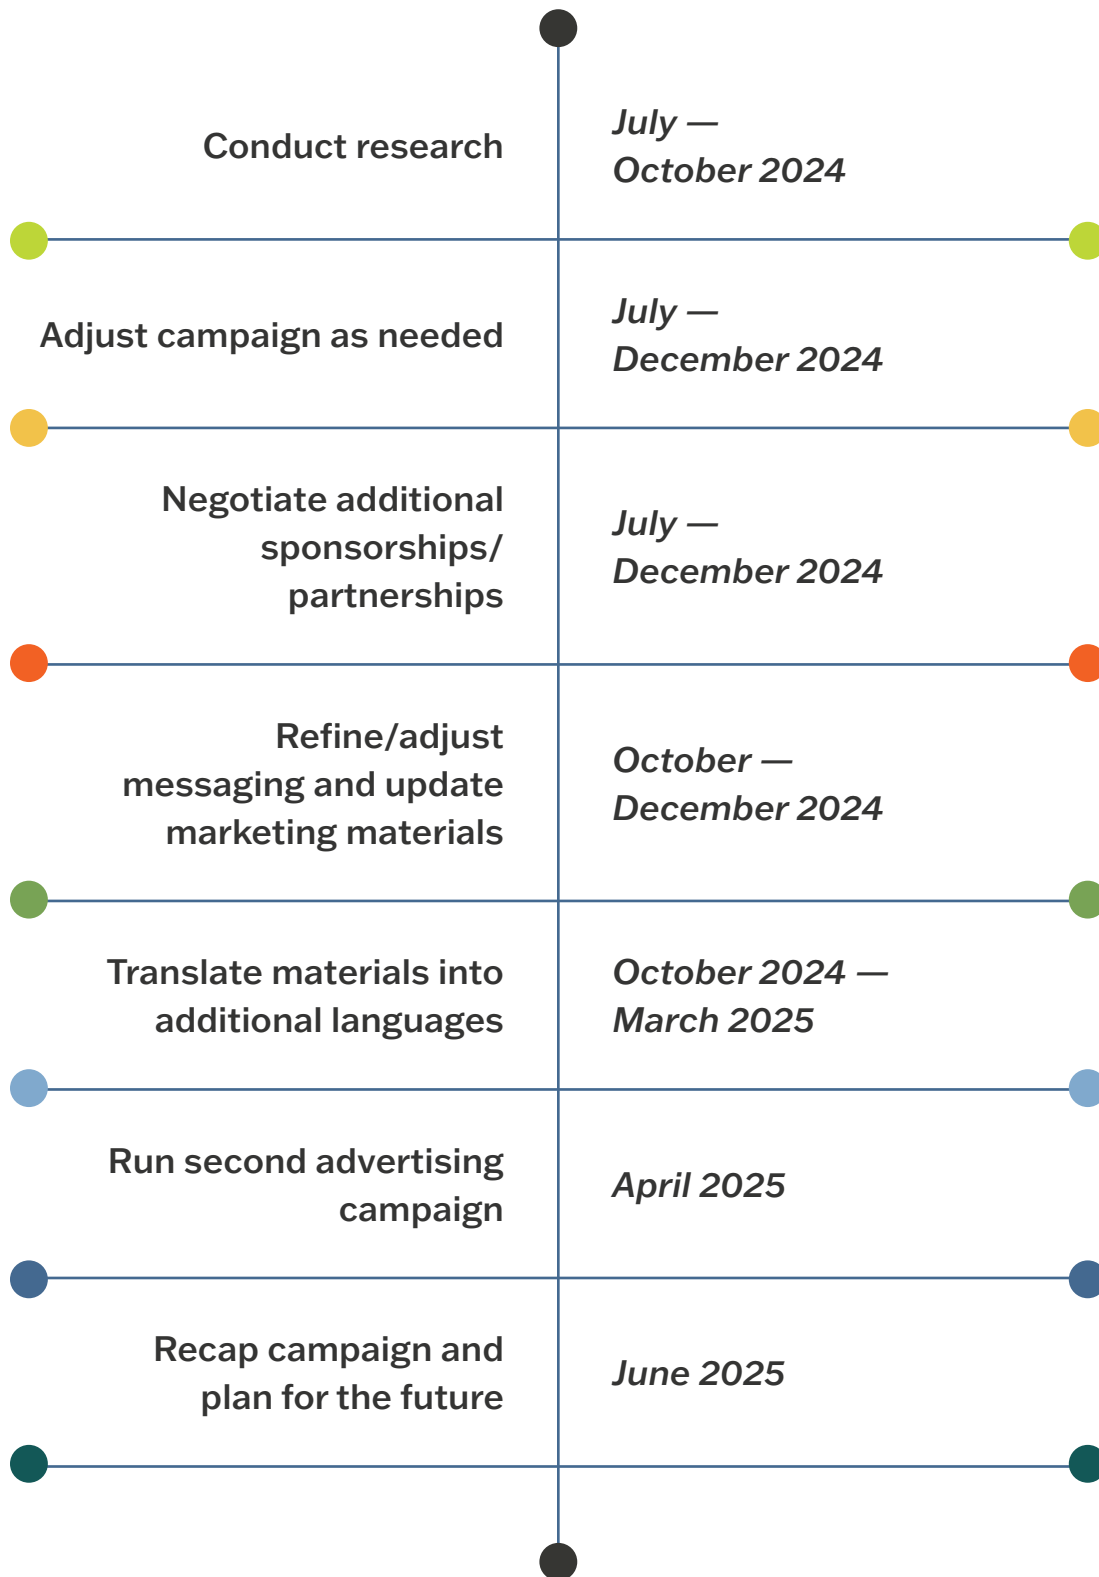 Conduct research
July —
October 2024
Adjust campaign as needed
July —
December 2024
Negotiate additional
sponsorships/
partnerships
July —
December 2024
Refine/adjust
messaging and update
marketing materials
October —
December 2024
Translate materials into
additional languages
October 2024 —
March 2025
Run second advertising
campaign
April 2025
Recap campaign and
plan for the future
June 2025